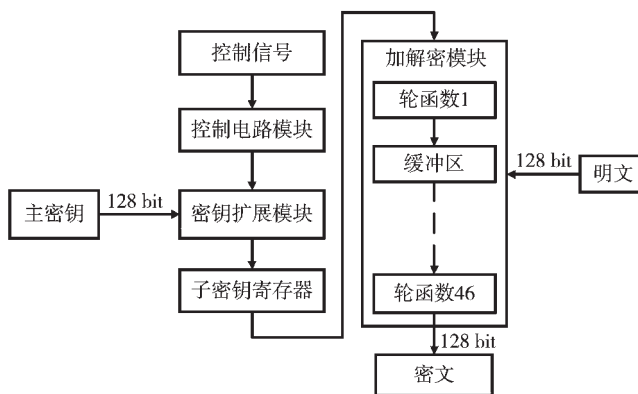 控制信号
控制电路模块
主密钥
128 bit
密钥扩展模块
子密钥寄存器
加解密模块
轮函数1
缓冲区
轮函数46
128 bit
明文
128 bit
密文